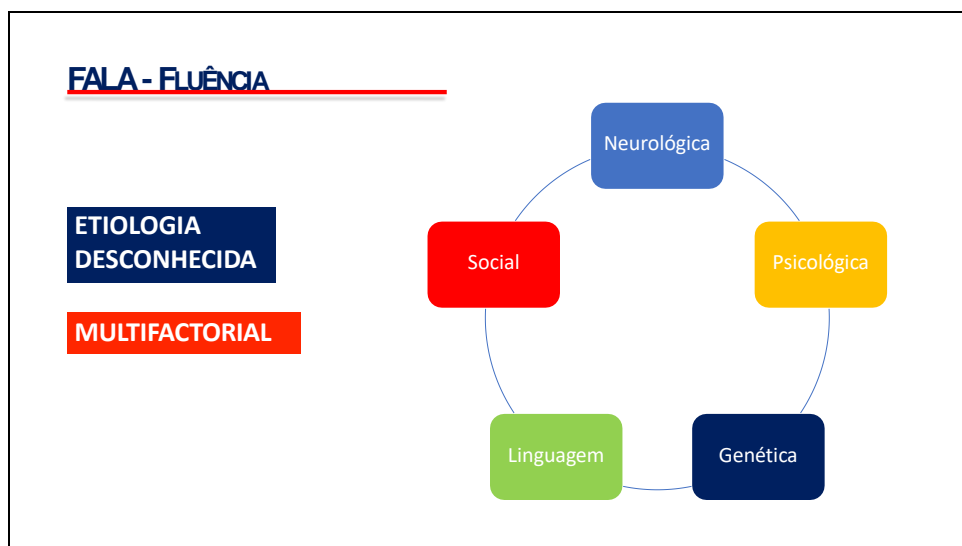 FALA - FLUÊNCIA
ETIOLOGIA
DESCONHECIDA
MULTIFACTORIAL
Neurológica
Psicológica
Genética
Linguagem
Social